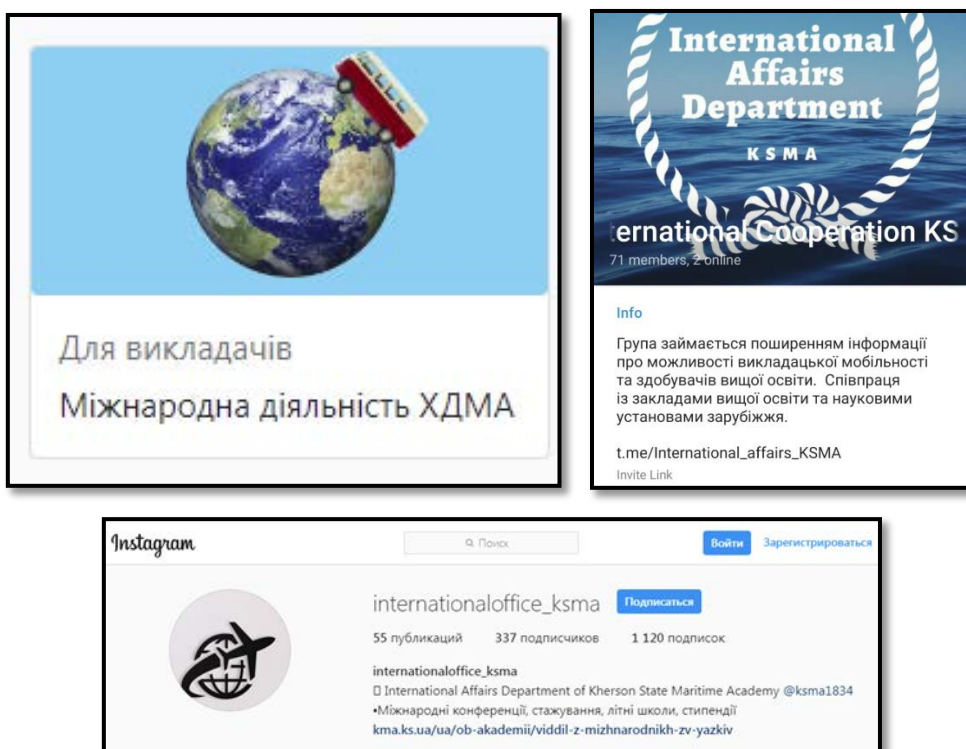 Для викладачів
Міжнародна діяльність ХДМА
International
Affairs
Department
KSMA
ernational Cooperation KS
71 members, 2 online
Info
Група займається поширенням інформації
про можливості викладацької мобільності
та здобувачів вищої освіти. Співпраця
із закладами вищої освіти та науковими
установами зарубіжжя.
t.me/International_affairs_KSMA
Invite Link
Instagram
Поиск
Войти
Зарегистрироваться
internationaloffice_ksma
Подписаться
55 публикаций 337 подписчиков 1 120 подписок
internationaloffice_ksma
International Affairs Department of Kherson State Maritime Academy @ksma1834
•Міжнародні конференції, стажування, літні школи, стипендії
kma.ks.ua/ua/ob-akademii/viddil-z-mizhnarodnikh-zv-yazkiv